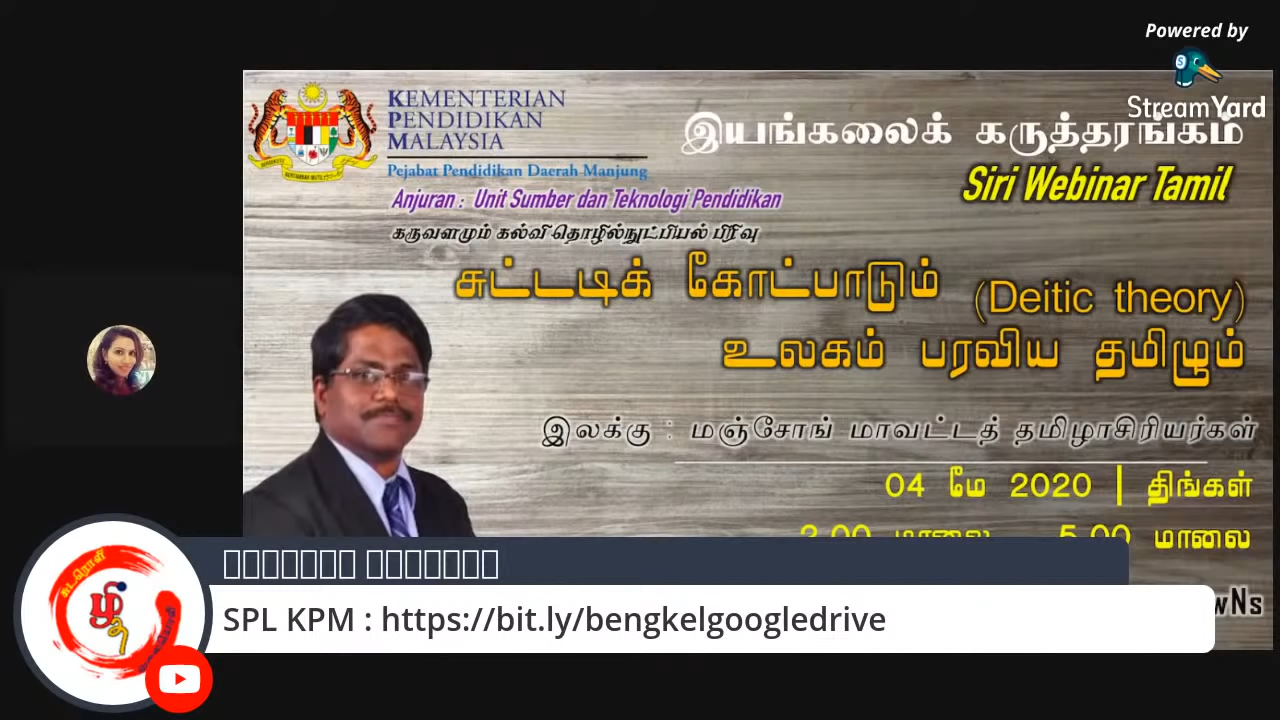 Powered by
StreamYard
KEMENTERIAN
PENDIDIKAN
MALAYSIA
Pejabat Pendidikan Daerah Manjung
இயங்கலைக் கருத்தரங்கம்
Siri Webinar Tamil
Anjuran : Unit Sumber dan Teknologi Pendidikan
கருவளமும் கல்வி தொழில்நுட்பியல் பிரிவு
சுட்டடிக் கோட்பாடும் (Deitic theory)
உலகம் பரவிய தமிழும்
இலக்கு : மஞ்சோங் மாவட்டத் தமிழாசிரியர்கள்
04 மே 2020 | திங்கள்
மாலை 5.00 மாலை
SPL KPM : https://bit.ly/bengkelgoogledrive
சுடரொளி
ழி